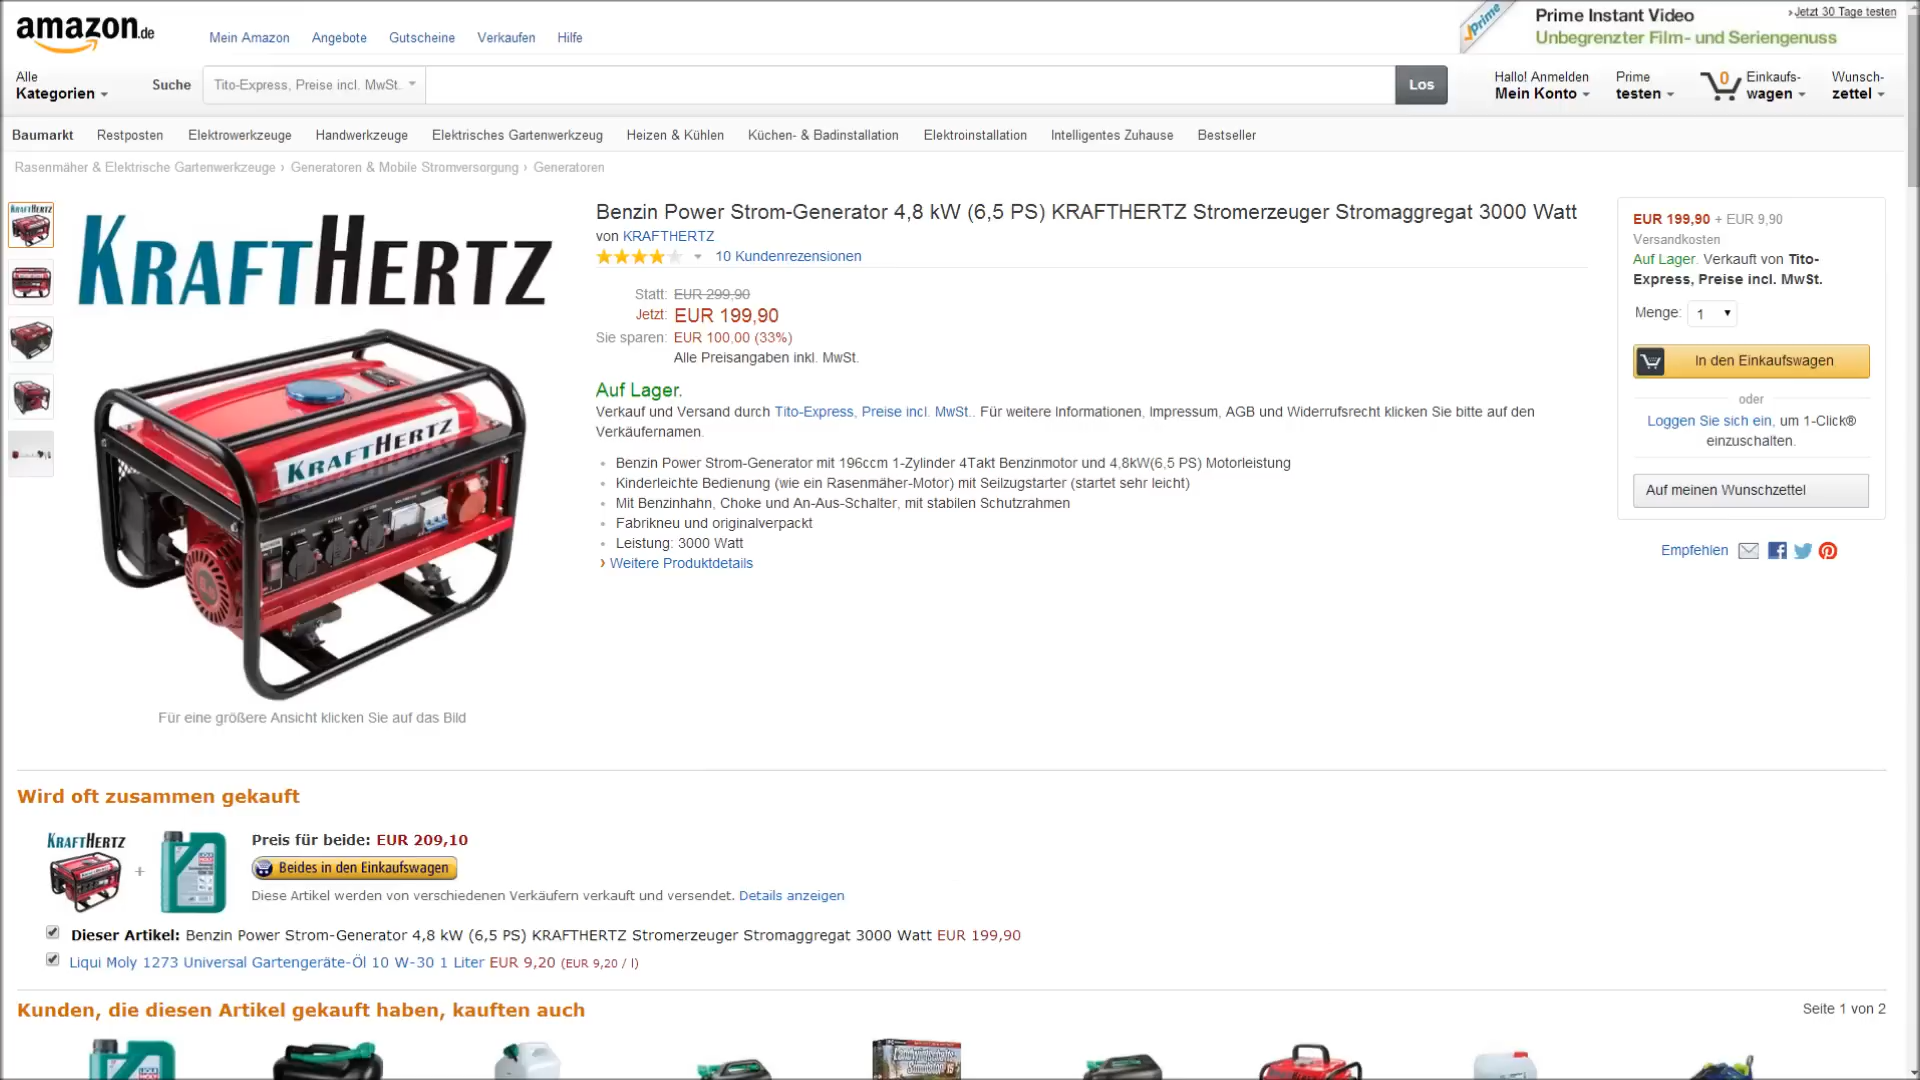 amazon.de
Mein Amazon Angebote Gutscheine Verkaufen Hilfe
Prime
Prime Instant Video
› Jetzt 30 Tage testen
Unbegrenzter Film- und Seriengenuss
Alle
Kategorien
Suche
Tito-Express, Preise incl. MwSt.
Los
Hallo! Anmelden
Mein Konto
Prime
testen
0
Einkaufs-
wagen
Wunsch-
zettel
Baumarkt Restposten Elektrowerkzeuge Handwerkzeuge Elektrisches Gartenwerkzeug Heizen & Kühlen Küchen- & Badinstallation Elektroinstallation Intelligentes Zuhause Bestseller
Rasenmäher & Elektrische Gartenwerkzeuge › Generatoren & Mobile Stromversorgung › Generatoren
KRAFTHERTZ
KRAFTHERTZ
KRAFTHERTZ
Für eine größere Ansicht klicken Sie auf das Bild
Benzin Power Strom-Generator 4,8 kW (6,5 PS) KRAFTHERTZ Stromerzeuger Stromaggregat 3000 Watt
von KRAFTHERTZ
10 Kundenrezensionen
Statt: EUR 299,90
Jetzt: EUR 199,90
Sie sparen: EUR 100,00 (33%)
Alle Preisangaben inkl. MwSt.
Auf Lager.
Verkauf und Versand durch Tito-Express, Preise incl. MwSt.. Für weitere Informationen, Impressum, AGB und Widerrufsrecht klicken Sie bitte auf den
Verkäufernamen.
Benzin Power Strom-Generator mit 196ccm 1-Zylinder 4Takt Benzinmotor und 4,8kW(6,5 PS) Motorleistung
Kinderleichte Bedienung (wie ein Rasenmäher-Motor) mit Seilzugstarter (startet sehr leicht)
Mit Benzinhahn, Choke und An-Aus-Schalter, mit stabilen Schutzrahmen
Fabrikneu und originalverpackt
Leistung: 3000 Watt
› Weitere Produktdetails
EUR 199,90 + EUR 9,90
Versandkosten
Auf Lager. Verkauft von Tito-
Express, Preise incl. MwSt.
Menge: 1
In den Einkaufswagen
oder
Loggen Sie sich ein, um 1-Click®
einzuschalten.
Auf meinen Wunschzettel
Empfehlen
Wird oft zusammen gekauft
KRAFTHERTZ
+
Preis für beide: EUR 209,10
Beides in den Einkaufswagen
Diese Artikel werden von verschiedenen Verkäufern verkauft und versendet. Details anzeigen
Dieser Artikel: Benzin Power Strom-Generator 4,8 kW (6,5 PS) KRAFTHERTZ Stromerzeuger Stromaggregat 3000 Watt EUR 199,90
Liqui Moly 1273 Universal Gartengeräte-Öl 10 W-30 1 Liter EUR 9,20 (EUR 9,20 / l)
Kunden, die diesen Artikel gekauft haben, kauften auch
Seite 1 von 2